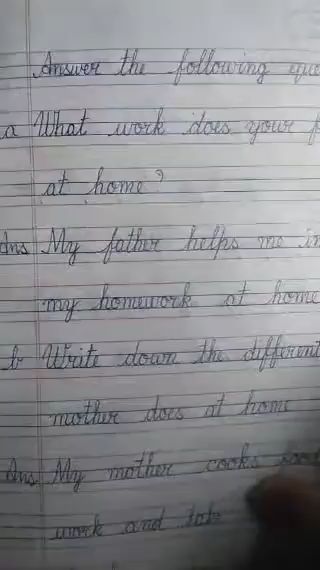 Answer the following
a What work does your
at home?
Ans My father helps me in
my homework at home
b Write down the different
mother does at home
Ans My mother cooks
work and